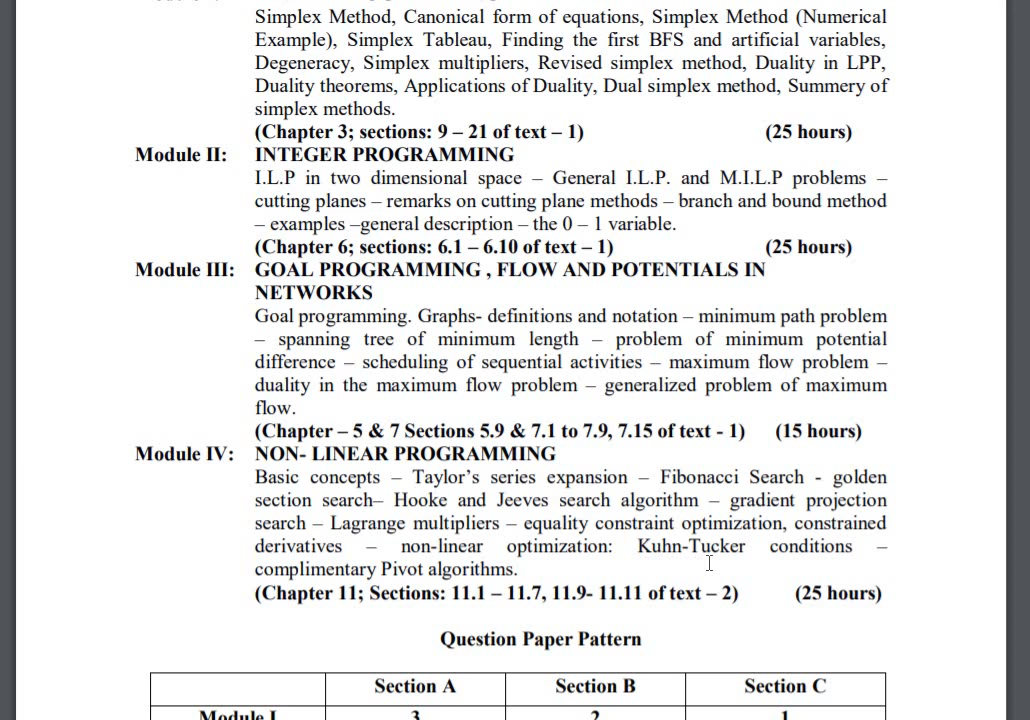 Simplex Method, Canonical form of equations, Simplex Method (Numerical
Example), Simplex Tableau, Finding the first BFS and artificial variables,
Degeneracy, Simplex multipliers, Revised simplex method, Duality in LPP,
Duality theorems, Applications of Duality, Dual simplex method, Summery of
simplex methods.
(Chapter 3; sections: 9 – 21 of text – 1) (25 hours)
Module II: INTEGER PROGRAMMING
I.L.P in two dimensional space – General I.L.P. and M.I.L.P problems –
cutting planes – remarks on cutting plane methods – branch and bound method
– examples –general description – the 0 – 1 variable.
(Chapter 6; sections: 6.1 – 6.10 of text – 1) (25 hours)
Module III: GOAL PROGRAMMING , FLOW AND POTENTIALS IN
NETWORKS
Goal programming. Graphs- definitions and notation – minimum path problem
– spanning tree of minimum length – problem of minimum potential
difference – scheduling of sequential activities – maximum flow problem –
duality in the maximum flow problem – generalized problem of maximum
flow.
(Chapter – 5 & 7 Sections 5.9 & 7.1 to 7.9, 7.15 of text - 1) (15 hours)
Module IV: NON- LINEAR PROGRAMMING
Basic concepts – Taylor’s series expansion – Fibonacci Search - golden
section search– Hooke and Jeeves search algorithm – gradient projection
search – Lagrange multipliers – equality constraint optimization, constrained
derivatives – non-linear optimization: Kuhn-Tucker conditions –
complimentary Pivot algorithms.
(Chapter 11; Sections: 11.1 – 11.7, 11.9- 11.11 of text – 2) (25 hours)
Question Paper Pattern
Section A Section B Section C
Module I 3 2 1